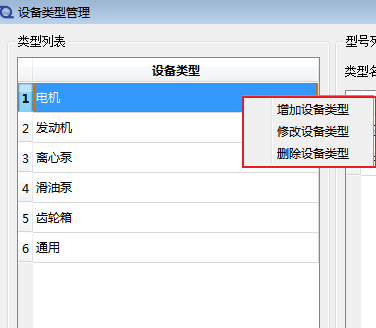 设备类型管理
类型列表
设备类型
1 电机
2 发动机
3 离心泵
4 滑油泵
5 齿轮箱
6 通用
增加设备类型
修改设备类型
删除设备类型
型号列
类型名